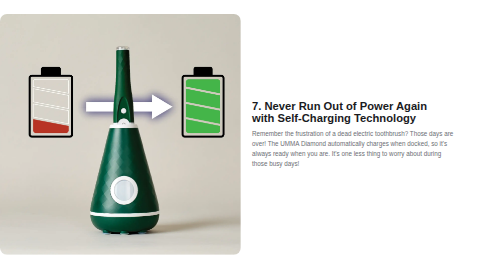 7. Never Run Out of Power Again
with Self-Charging Technology
Remember the frustration of a dead electric toothbrush? Those days are
over! The UMMA Diamond automatically charges when docked, so it's
always ready when you are. It's one less thing to worry about during
those busy days!